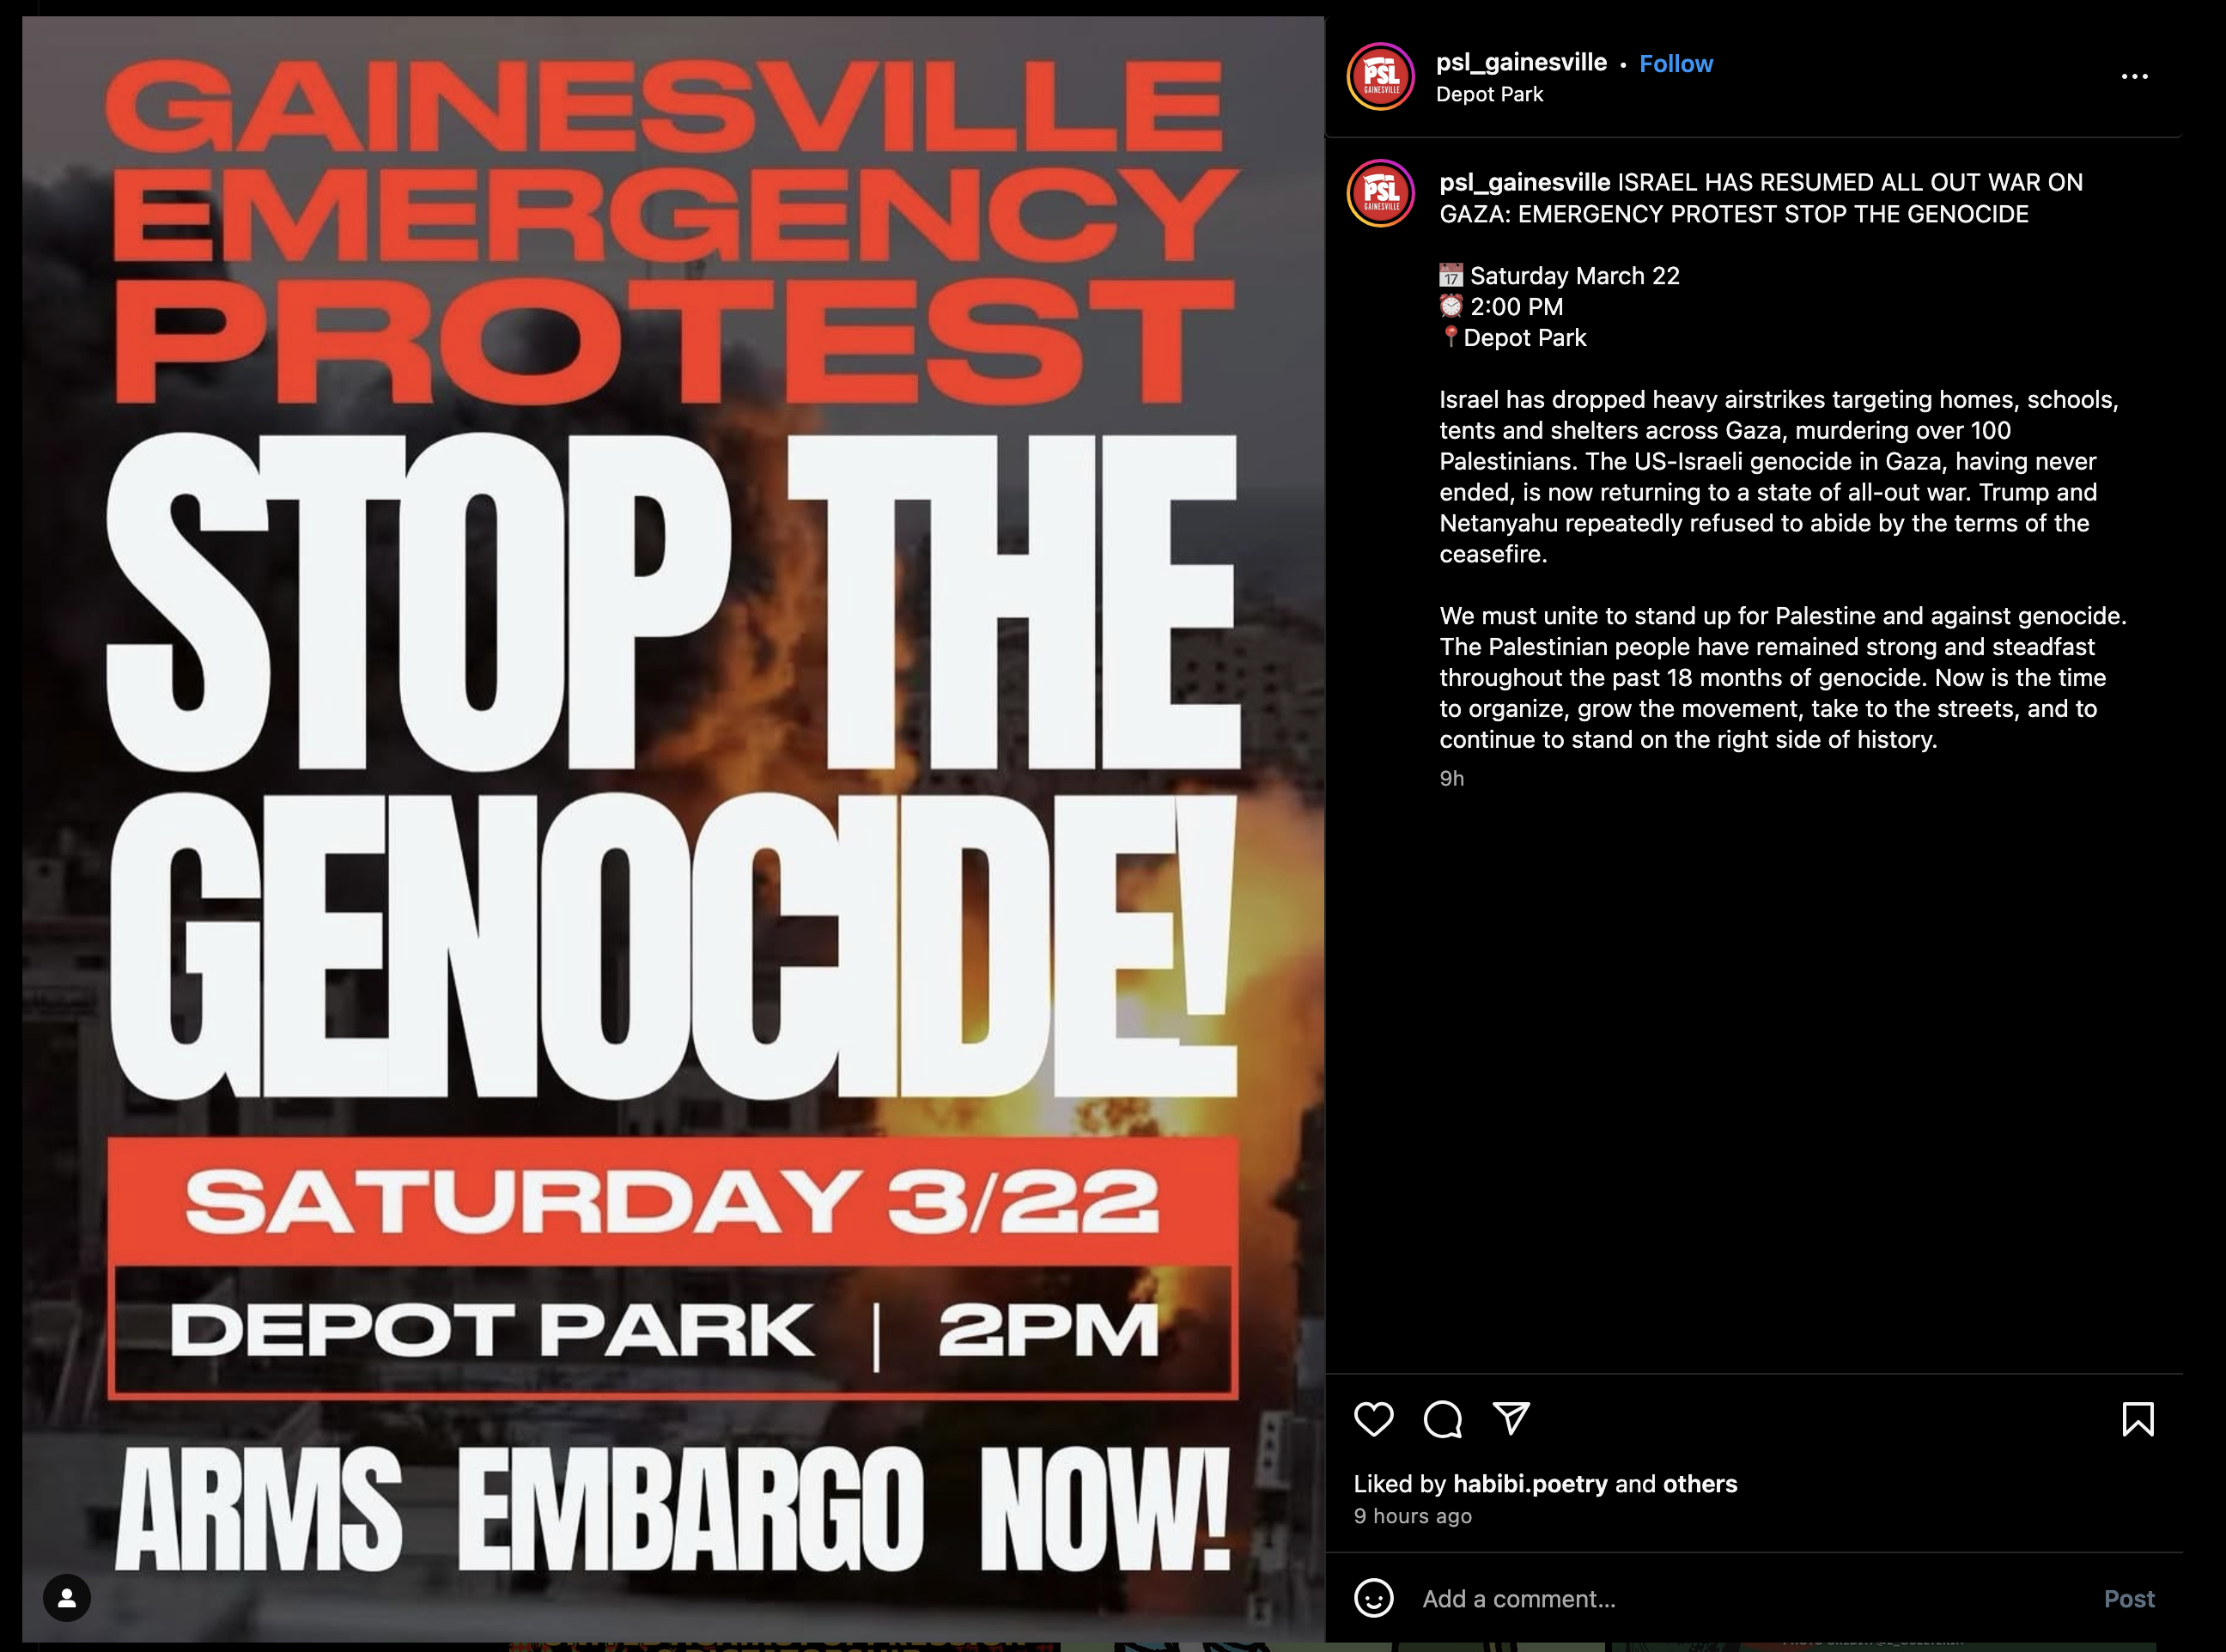 GAINESVILLE
EMERGENCY
PROTEST
STOP THE
GENOCIDE!
SATURDAY 3/22
DEPOT PARK | 2PM
ARMS EMBARGO NOW!
PSL
GAINESVILLE
psl_gainesville • Follow
Depot Park
PSL
GAINESVILLE
psl_gainesville ISRAEL HAS RESUMED ALL OUT WAR ON
GAZA: EMERGENCY PROTEST STOP THE GENOCIDE
📅 Saturday March 22
⏰ 2:00 PM
📍Depot Park
Israel has dropped heavy airstrikes targeting homes, schools,
tents and shelters across Gaza, murdering over 100
Palestinians. The US-Israeli genocide in Gaza, having never
ended, is now returning to a state of all-out war. Trump and
Netanyahu repeatedly refused to abide by the terms of the
ceasefire.
We must unite to stand up for Palestine and against genocide.
The Palestinian people have remained strong and steadfast
throughout the past 18 months of genocide. Now is the time
to organize, grow the movement, take to the streets, and to
continue to stand on the right side of history.
9h
Liked by habibi.poetry and others
9 hours ago
Add a comment...
Post